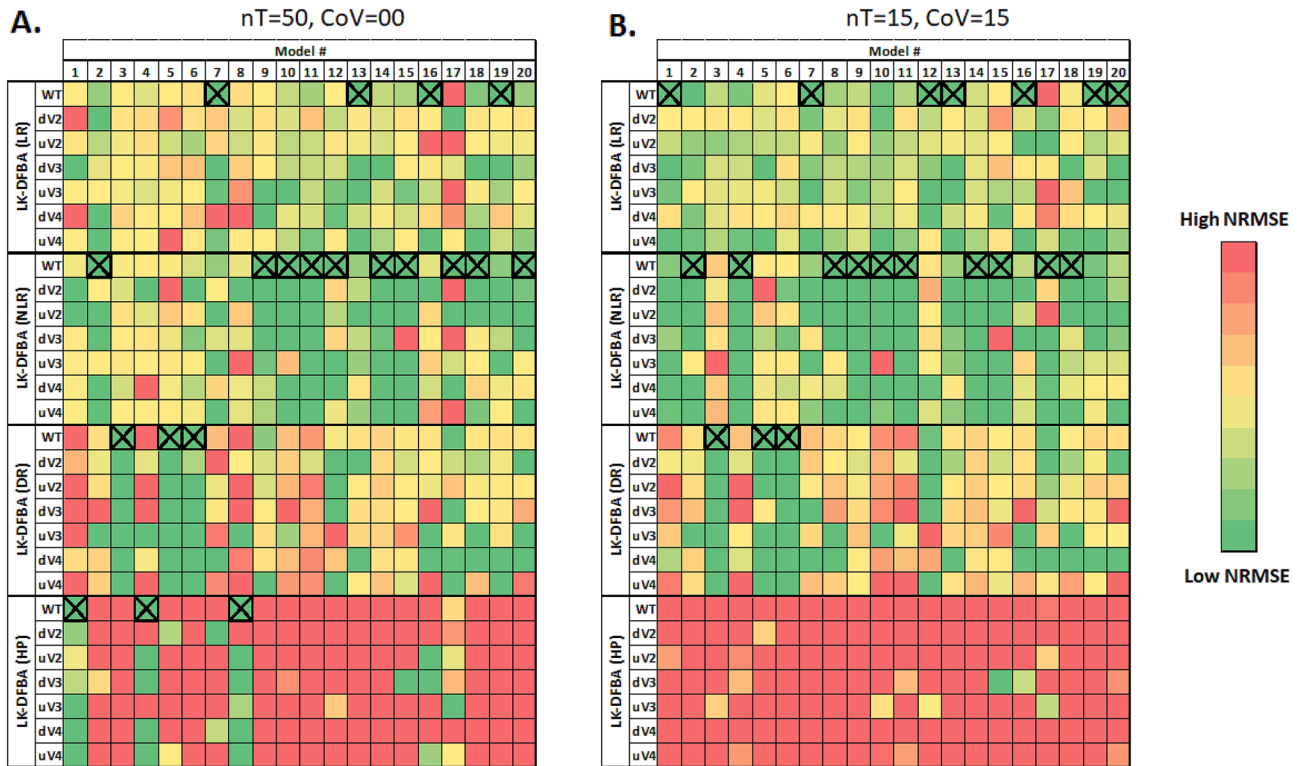 A.
nT=50, CoV=00
Model #
1 2 3 4 5 6 7 8 9 10 11 12 13 14 15 16 17 18 19 20
LK-DFBA (LR)
WT
dV2
uV2
dV3
uV3
dV4
uV4
LK-DFBA (NLR)
WT
dV2
uV2
dV3
uV3
dV4
uV4
LK-DFBA (DR)
WT
dV2
uV2
dV3
uV3
dV4
uV4
LK-DFBA (HP)
WT
dV2
uV2
dV3
uV3
dV4
uV4
B.
nT=15, CoV=15
Model #
1 2 3 4 5 6 7 8 9 10 11 12 13 14 15 16 17 18 19 20
LK-DFBA (LR)
WT
dV2
uV2
dV3
uV3
dV4
uV4
LK-DFBA (NLR)
WT
dV2
uV2
dV3
uV3
dV4
uV4
LK-DFBA (DR)
WT
dV2
uV2
dV3
uV3
dV4
uV4
LK-DFBA (HP)
WT
dV2
uV2
dV3
uV3
dV4
uV4
High NRMSE
Low NRMSE